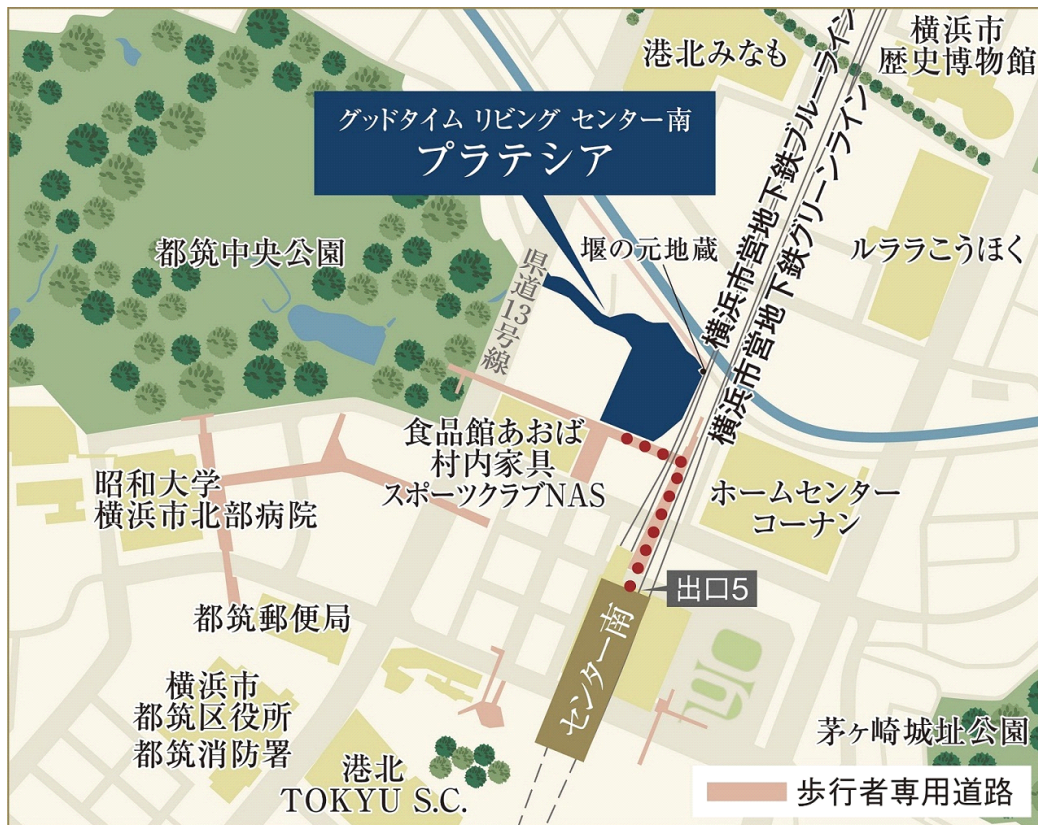 港北みなも
横浜市
歴史博物館
グッドタイム リビング センター南
プラテシア
横浜市営地下鉄ブルーライン
横浜市営地下鉄グリーンライン
都筑中央公園
堰の元地蔵
ルララこうほく
県道13号線
食品館あおば
村内家具
スポーツクラブNAS
昭和大学
横浜市北部病院
ホームセンター
コーナン
出口5
都筑郵便局
センター南
横浜市
都筑区役所
都筑消防署
港北
TOKYU S.C.
茅ヶ崎城址公園
歩行者専用道路